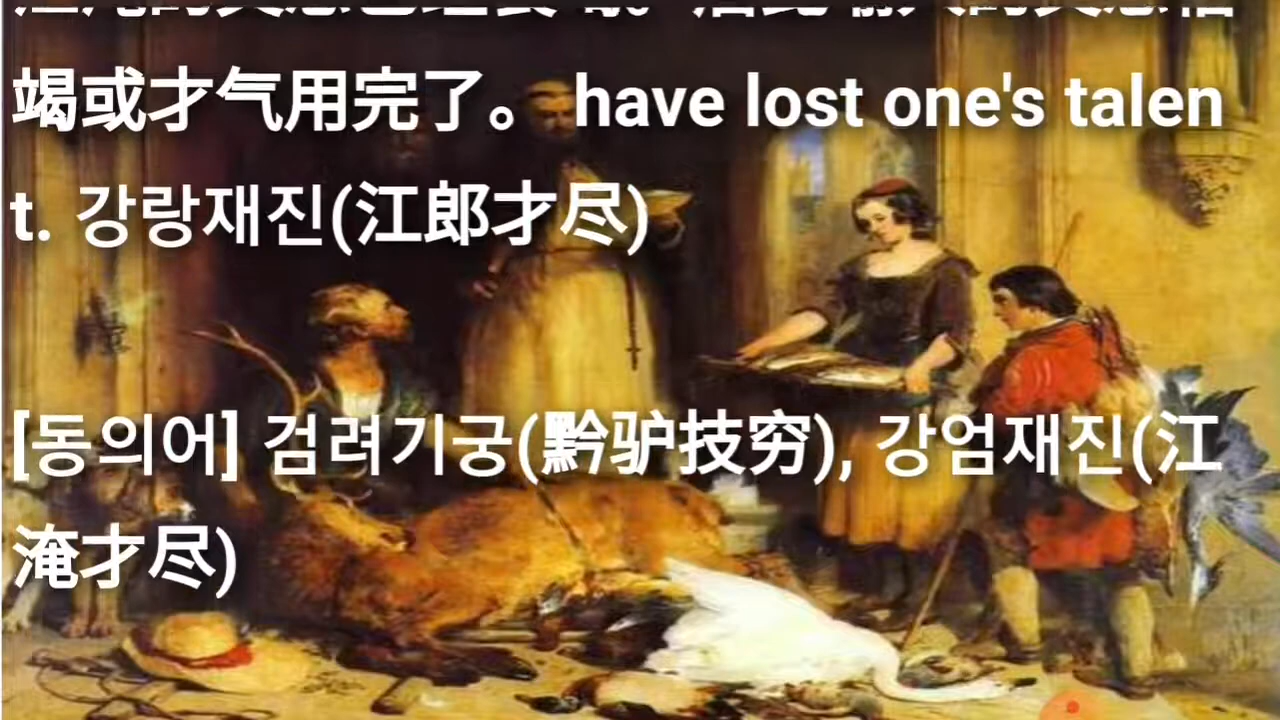 竭或才气用完了。 have lost one's talen
t. 강랑재진(江郎才尽)
[동의어] 검려기궁(黔驴技穷), 강엄재진(江
淹才尽)